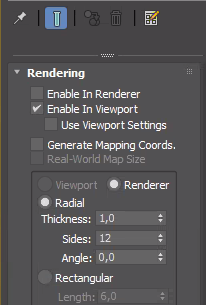 Rendering
Enable In Renderer
Enable In Viewport
Use Viewport Settings
Generate Mapping Coords.
Real-World Map Size
Viewport Renderer
Radial
Thickness: 1,0
Sides: 12
Angle: 0,0
Rectangular
Length: 6,0